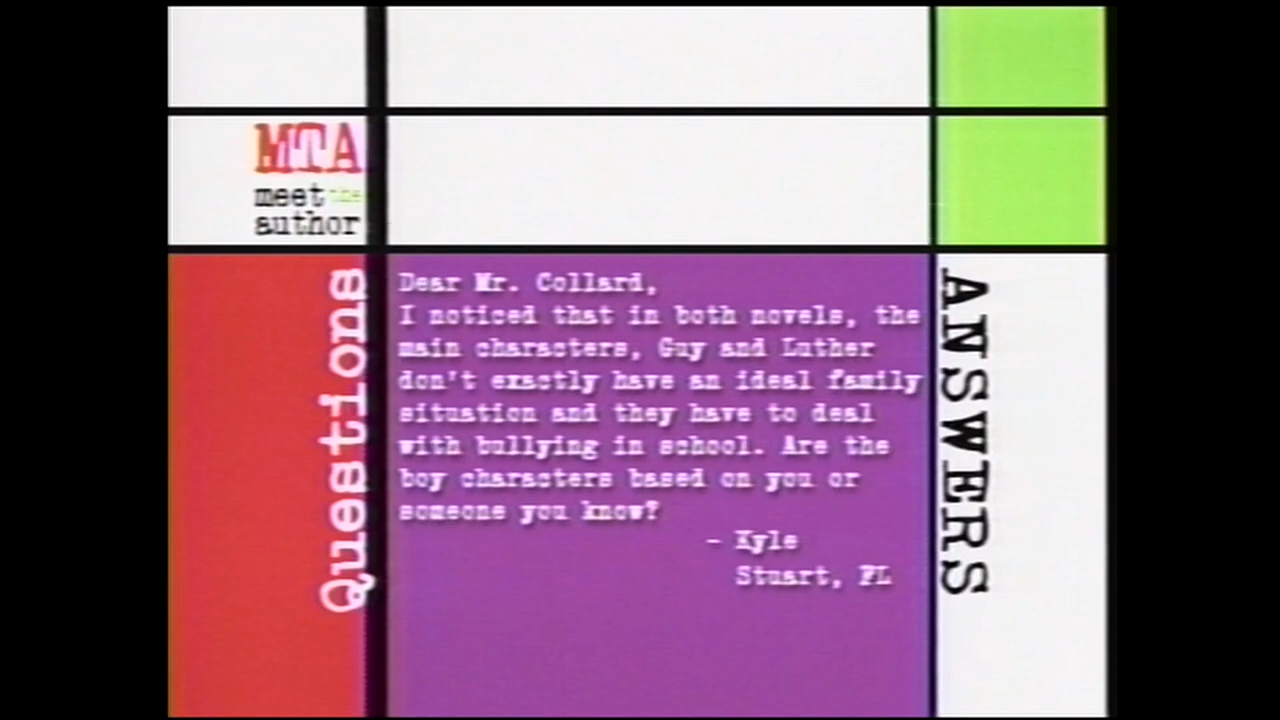 MTA
meet the
author
Questions
Dear Mr. Collard,
I noticed that in both novels, the
main characters, Guy and Luther
don't exactly have an ideal family
situation and they have to deal
with bullying in school. Are the
boy characters based on you or
someone you know?
- Kyle
Stuart, FL
ANSWERS